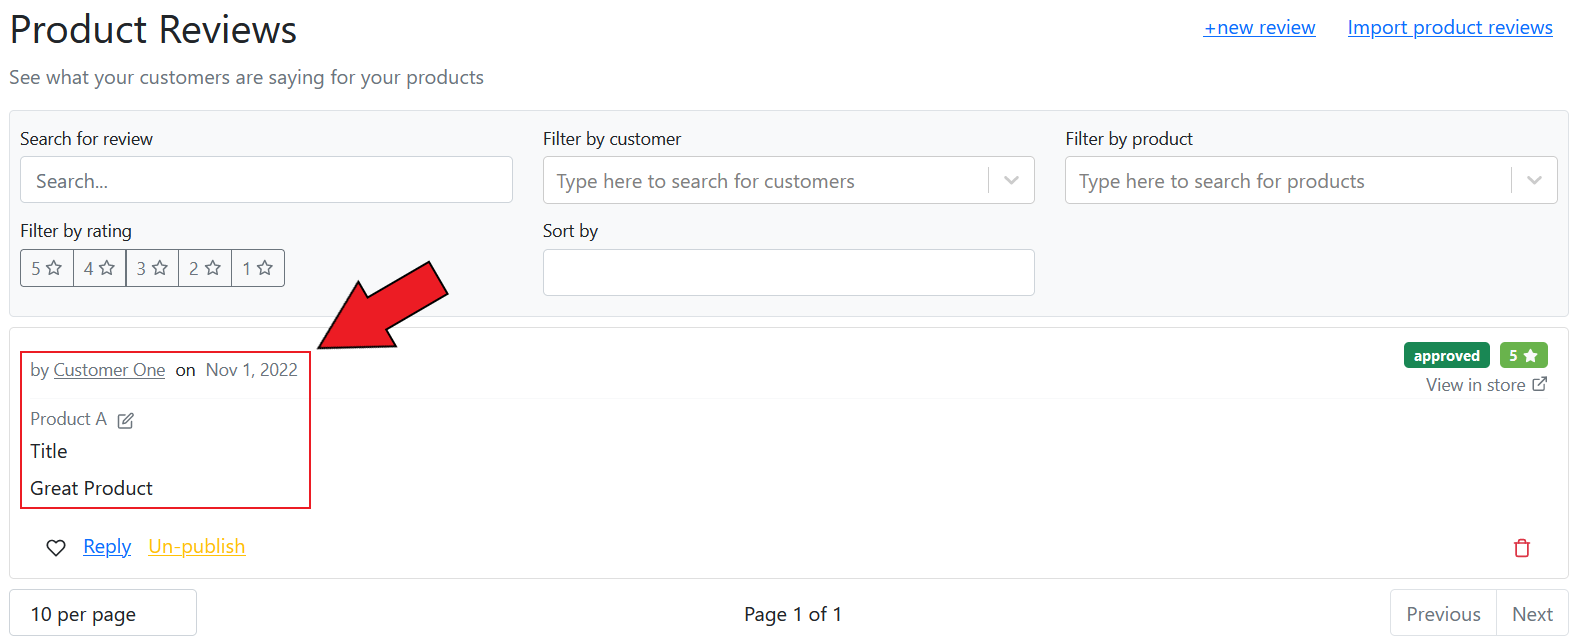 Product Reviews
+new review
Import product reviews
See what your customers are saying for your products
Search for review
Filter by customer
Filter by product
Search...
Type here to search for customers
Type here to search for products
Filter by rating
Sort by
5 4 3 2 1
by Customer One on Nov 1, 2022
approved
5
View in store
Product A
Title
Great Product
Reply
Un-publish
10 per page
Page 1 of 1
Previous
Next